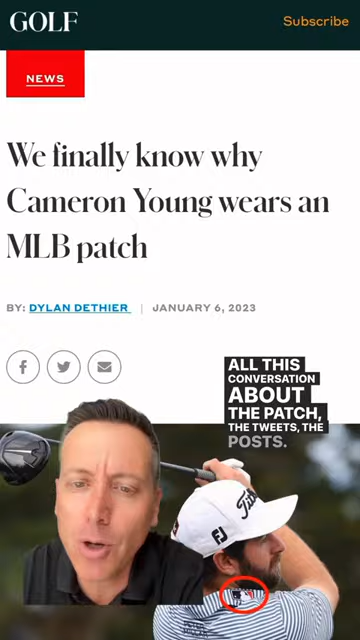 GOLF
Subscribe
NEWS
We finally know why
Cameron Young wears an
MLB patch
BY: DYLAN DETHIER | JANUARY 6, 2023
ALL THIS
CONVERSATION
ABOUT
THE PATCH,
THE TWEETS, THE
POSTS.
FJ
Titleist